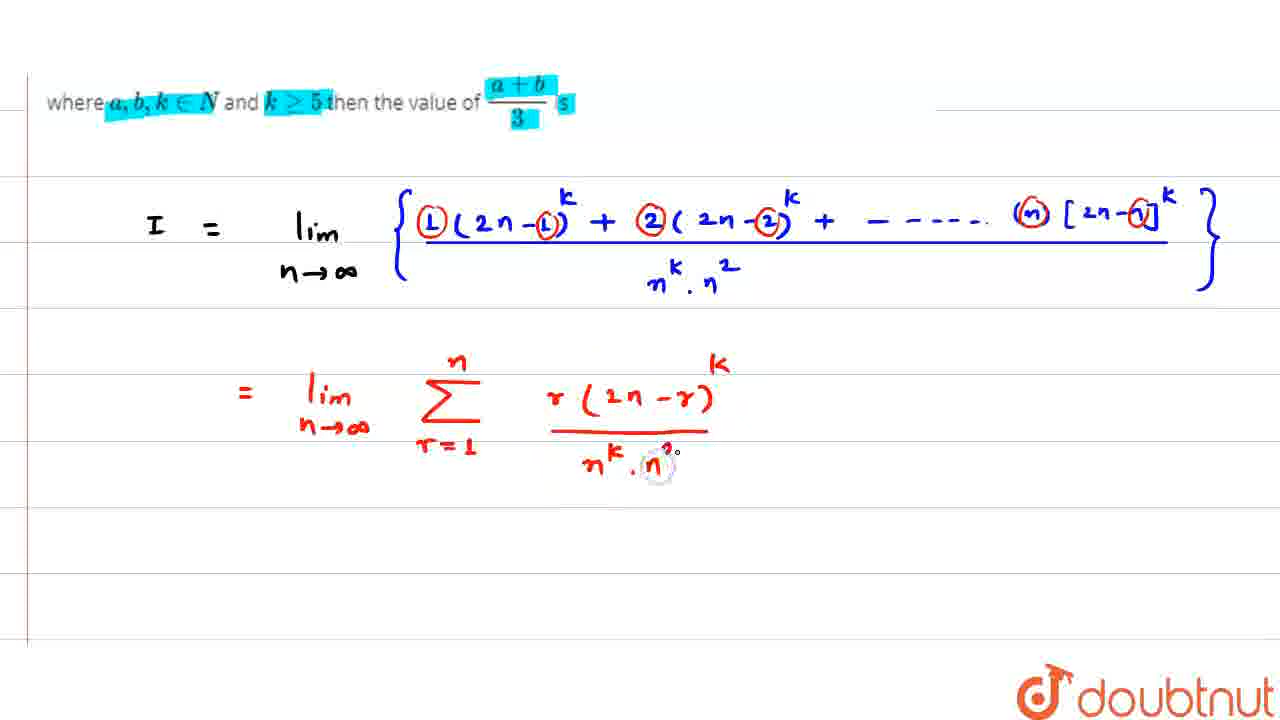 where a, b, k ∈ N and k ≥ 5 then the value of (a + b)/3 is
I = lim n→∞ { (1(2n-1)^k + 2(2n-2)^k + ------. (n)[2n-n]^k) / (n^k . n^2) }
= lim n→∞ Σ r=1 n (r(2n-r)^k) / (n^k . n^2)
doubtnut